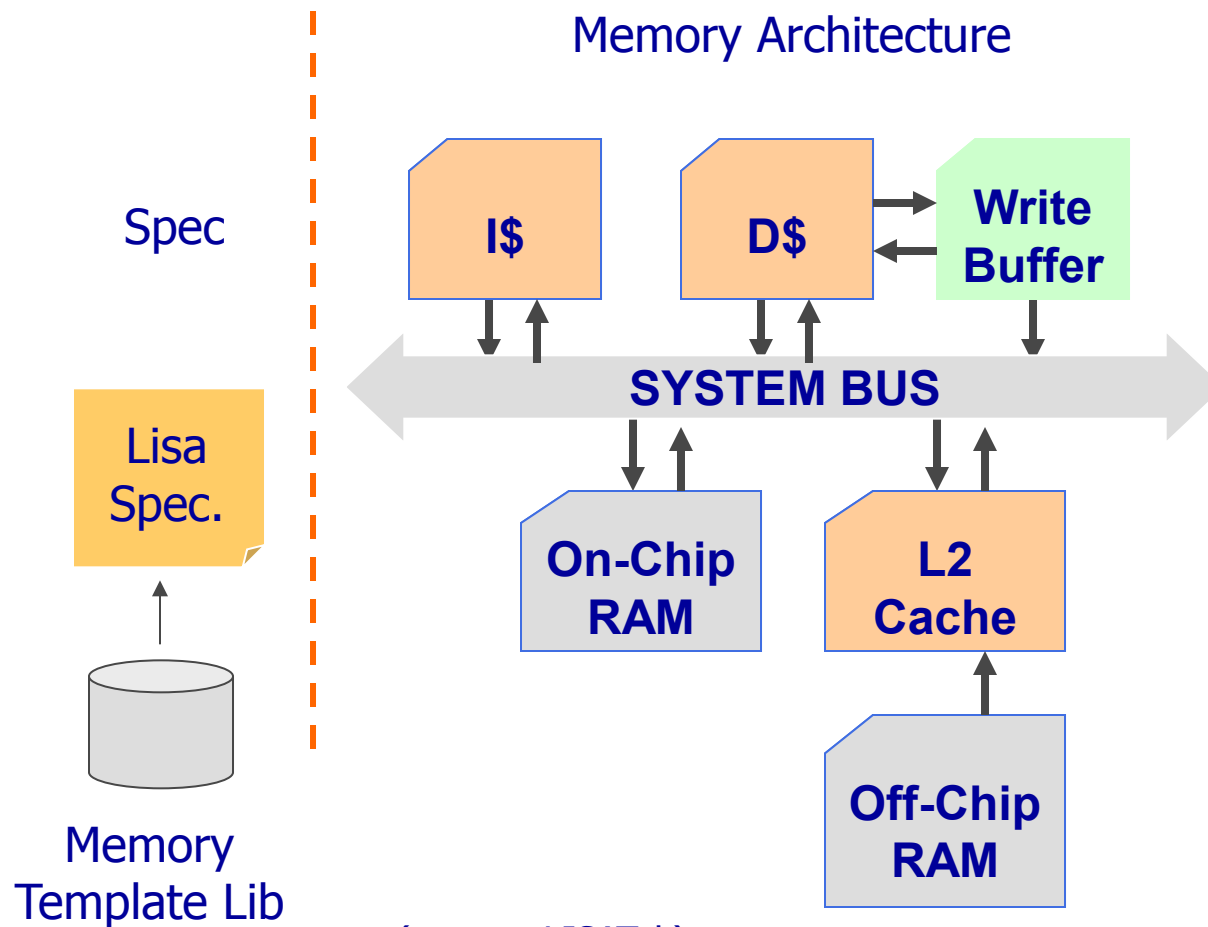 Memory Architecture
Spec
I$
D$
Write
Buffer
SYSTEM BUS
Lisa
Spec.
On-Chip
RAM
L2
Cache
Off-Chip
RAM
Memory
Template Lib